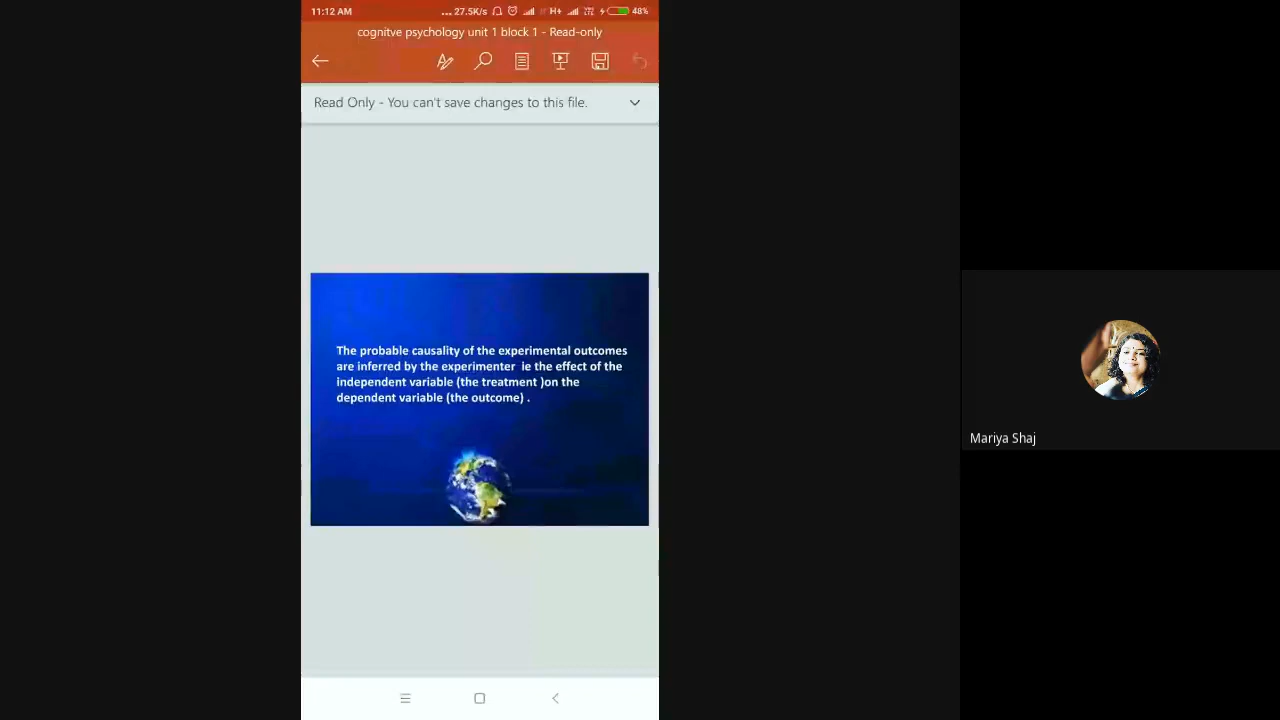 11:12 AM
... 27.5K/s H+ 48%
cognitve psychology unit 1 block 1 - Read-only
Read Only - You can't save changes to this file.
The probable causality of the experimental outcomes
are inferred by the experimenter ie the effect of the
independent variable (the treatment )on the
dependent variable (the outcome) .
Mariya Shaj